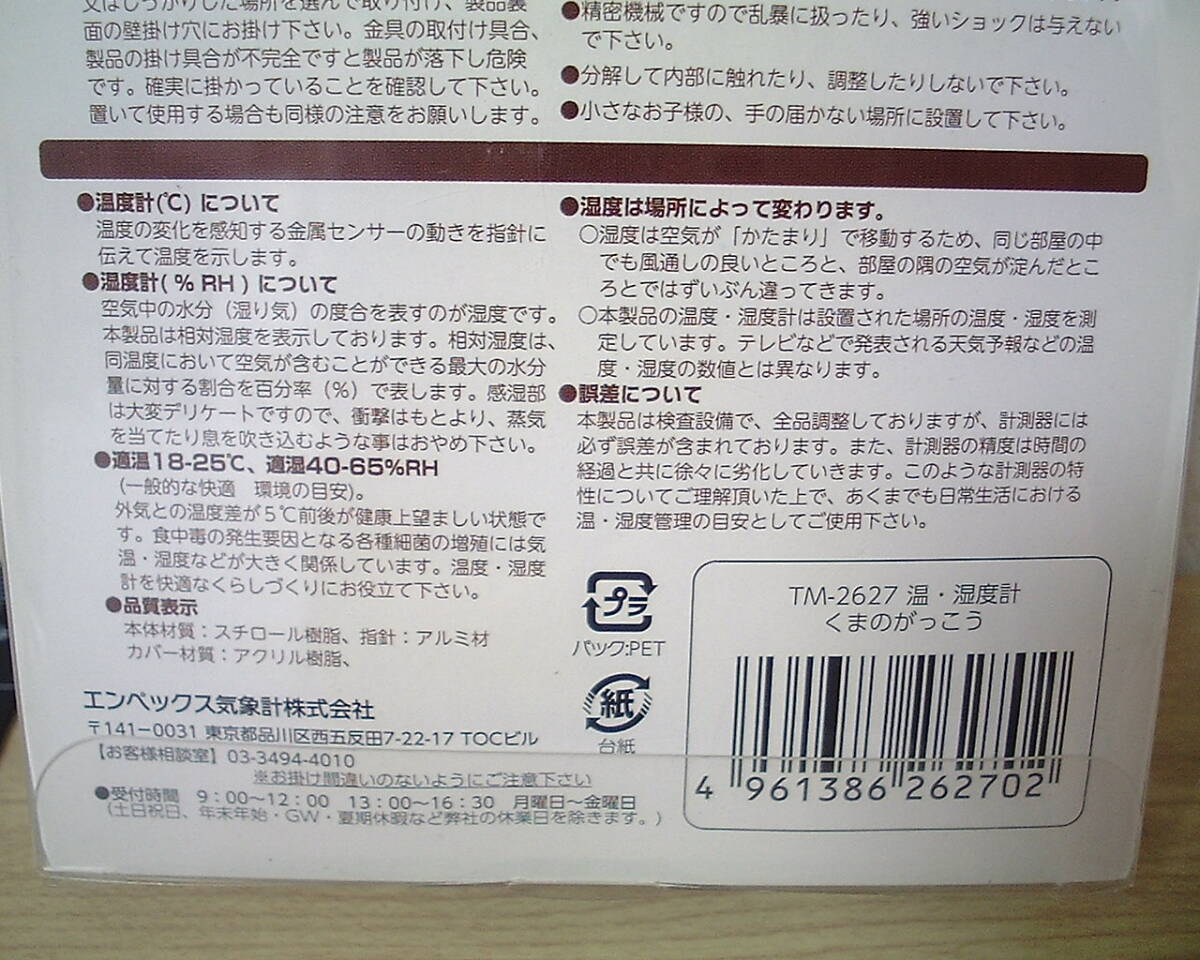 又はしっかりした場所を選んで取り付け、製品裏
面の壁掛け穴にお掛け下さい。金具の取付け具合、
製品の掛け具合が不完全ですと製品が落下し危険
です。確実に掛かっていることを確認して下さい。
置いて使用する場合も同様の注意をお願いします。
●精密機械ですので乱暴に扱ったり、強いショックは与えない
で下さい。
●分解して内部に触れたり、調整したりしないで下さい。
●小さなお子様の、手の届かない場所に設置して下さい。
●温度計(℃) について
温度の変化を感知する金属センサーの動きを指針に
伝えて温度を示します。
●湿度計( % RH ) について
空気中の水分（湿り気）の度合を表すのが湿度です。
本製品は相対湿度を表示しております。相対湿度は、
同温度において空気が含むことができる最大の水分
量に対する割合を百分率（%）で表します。感湿部
は大変デリケートですので、衝撃はもとより、蒸気
を当てたり息を吹き込むような事はおやめ下さい。
●適温18-25℃、適湿40-65%RH
(一般的な快適　環境の目安)。
外気との温度差が5℃前後が健康上望ましい状態で
す。食中毒の発生要因となる各種細菌の増殖には気
温・湿度などが大きく関係しています。温度・湿度
計を快適なくらしづくりにお役立て下さい。
●品質表示
本体材質：スチロール樹脂、指針：アルミ材
カバー材質：アクリル樹脂、
エンペックス気象計株式会社
〒141-0031 東京都品川区西五反田7-22-17 TOCビル
【お客様相談室】03-3494-4010
※お掛け間違いのないようにご注意下さい
●受付時間　9：00～12：00　13：00～16：30　月曜日～金曜日
(土日祝日、年末年始・GW・夏期休暇など弊社の休業日を除きます。)
●湿度は場所によって変わります。
○湿度は空気が「かたまり」で移動するため、同じ部屋の中
でも風通しの良いところと、部屋の隅の空気が淀んだとこ
ろとではずいぶん違ってきます。
○本製品の温度・湿度計は設置された場所の温度・湿度を測
定しています。テレビなどで発表される天気予報などの温
度・湿度の数値とは異なります。
●誤差について
本製品は検査設備で、全品調整しておりますが、計測器には
必ず誤差が含まれております。また、計測器の精度は時間の
経過と共に徐々に劣化していきます。このような計測器の特
性についてご理解頂いた上で、あくまでも日常生活における
温・湿度管理の目安としてご使用下さい。
プラ
パック:PET
紙
台紙
TM-2627 温・湿度計
くまのがっこう
4 961386 262702